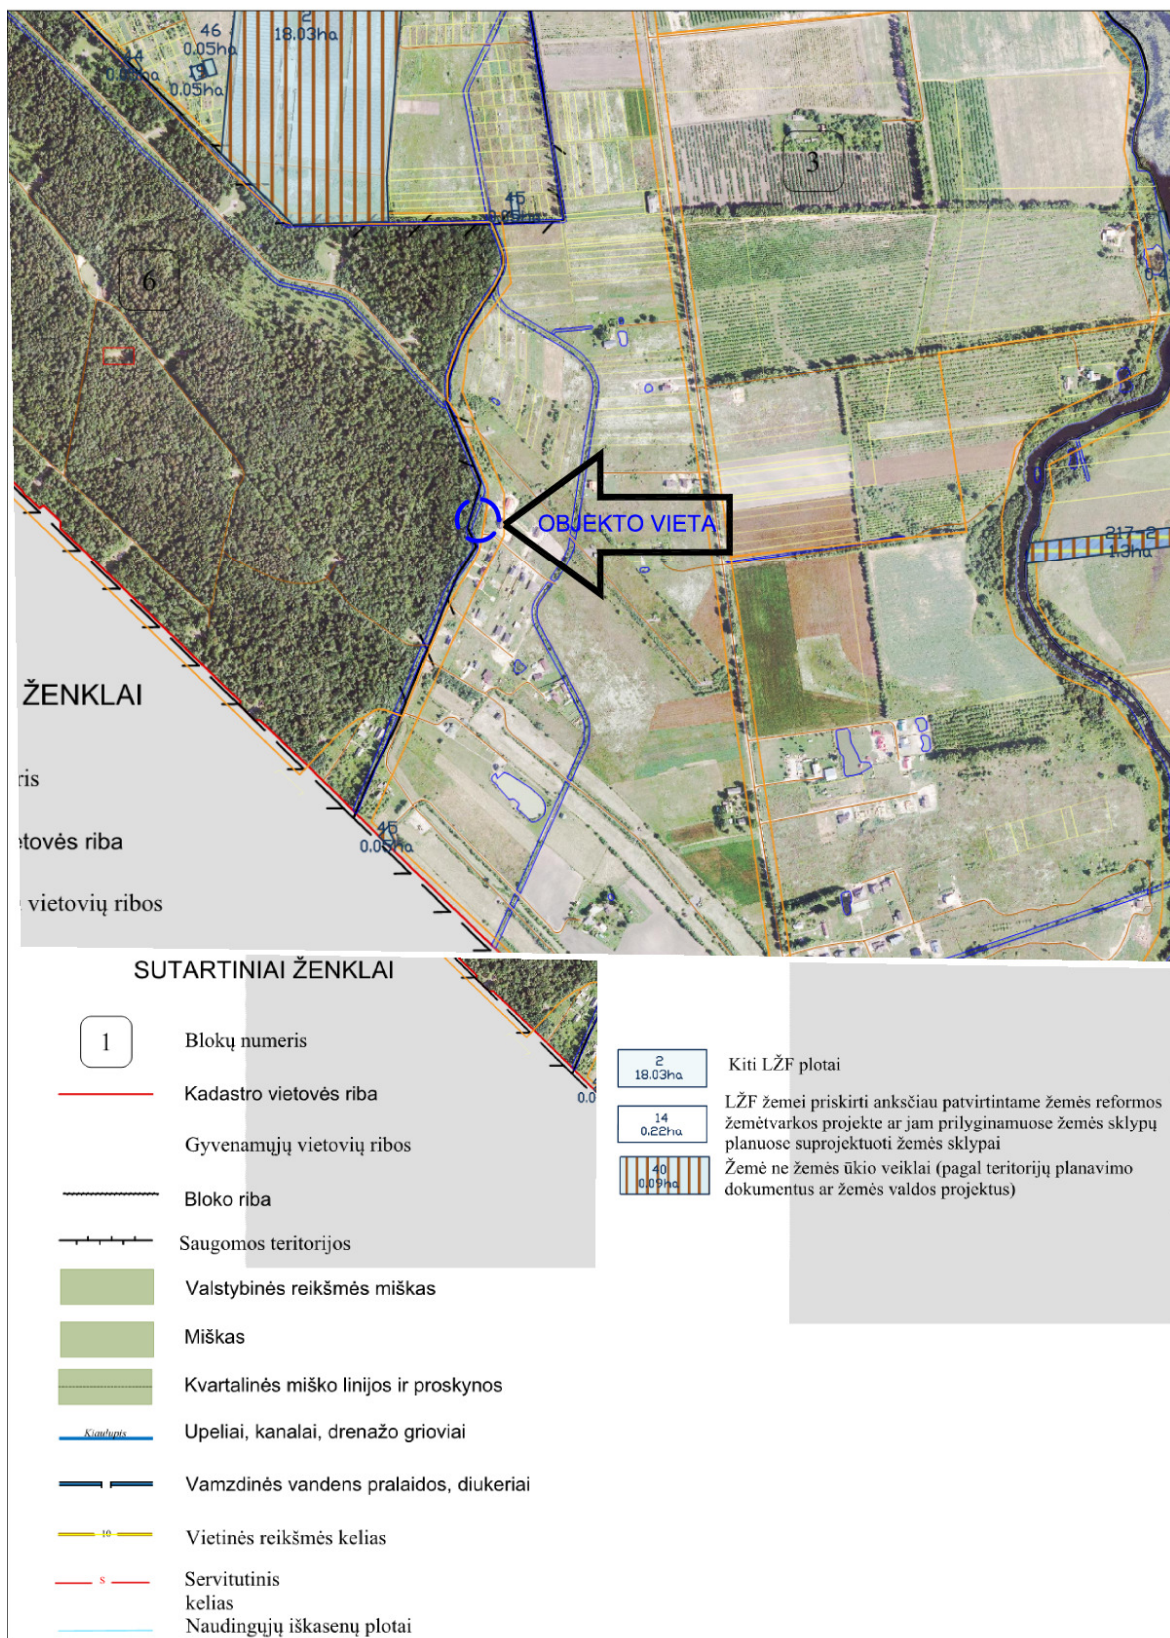 2
18.03ha
46
0.05ha
44
0.05ha
45
0.05ha
3
6
OBJEKTO VIETA
217-2
1.3ha
ŽENKLAI
ris
etovės riba
vietovių ribos
45
0.05ha
SUTARTINIAI ŽENKLAI
1
Blokų numeris
Kadastro vietovės riba
Gyvenamųjų vietovių ribos
Bloko riba
Saugomos teritorijos
Valstybinės reikšmės miškas
Miškas
Kvartalinės miško linijos ir proskynos
Kiaulupis
Upeliai, kanalai, drenažo grioviai
Vamzdinės vandens pralaidos, diukeriai
10
Vietinės reikšmės kelias
s
Servitutinis
kelias
Naudingųjų iškasenų plotai
0.0
2
18.03ha
Kiti LŽF plotai
14
0.22ha
LŽF žemei priskirti anksčiau patvirtintame žemės reformos
žemėtvarkos projekte ar jam prilyginamuose žemės sklypų
planuose suprojektuoti žemės sklypai
40
0.09ha
Žemė ne žemės ūkio veiklai (pagal teritorijų planavimo
dokumentus ar žemės valdos projektus)